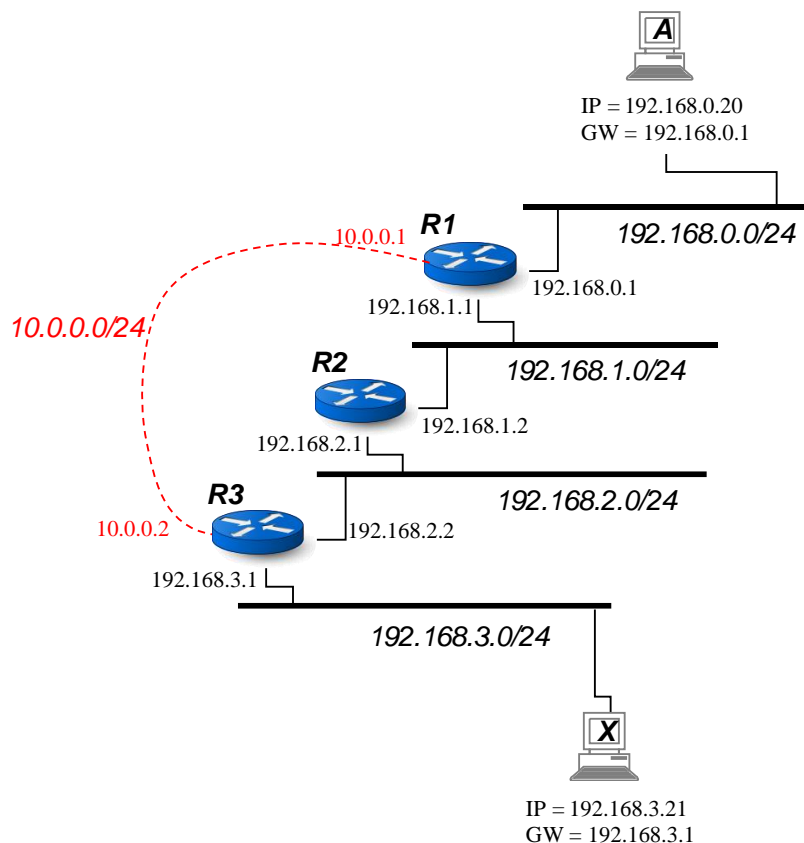 A
IP = 192.168.0.20
GW = 192.168.0.1
R1
10.0.0.1
192.168.0.0/24
192.168.0.1
192.168.1.1
10.0.0.0/24
R2
192.168.1.0/24
192.168.1.2
192.168.2.1
R3
192.168.2.0/24
10.0.0.2
192.168.2.2
192.168.3.1
192.168.3.0/24
X
IP = 192.168.3.21
GW = 192.168.3.1